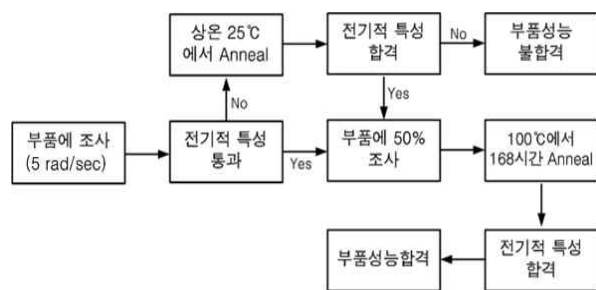 상온 25℃
에서 Anneal
전기적 특성
합격
No
부품성능
불합격
No
Yes
부품에 조사
(5 rad/sec)
전기적 특성
통과
Yes
부품에 50%
조사
100℃에서
168시간 Anneal
부품성능합격
전기적 특성
합격